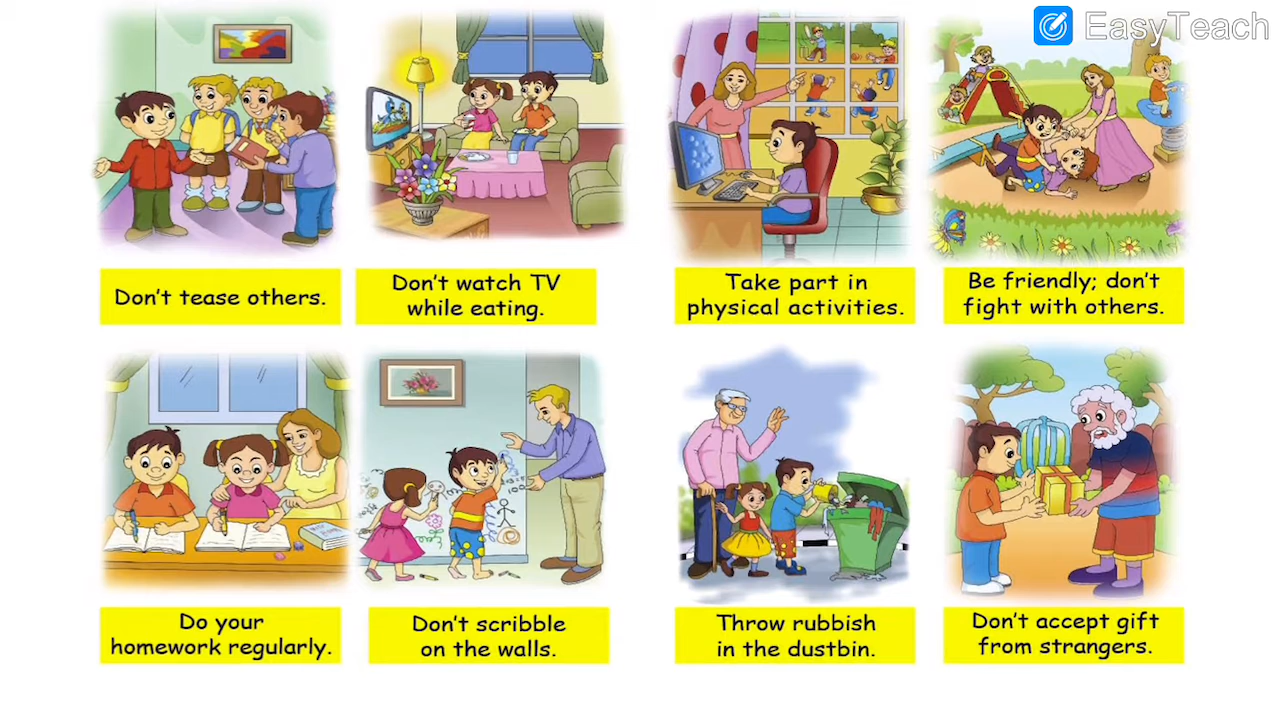 EasyTeach
Don't tease others.
Don't watch TV
while eating.
Take part in
physical activities.
Be friendly; don't
fight with others.
Do your
homework regularly.
Don't scribble
on the walls.
Throw rubbish
in the dustbin.
Don't accept gift
from strangers.